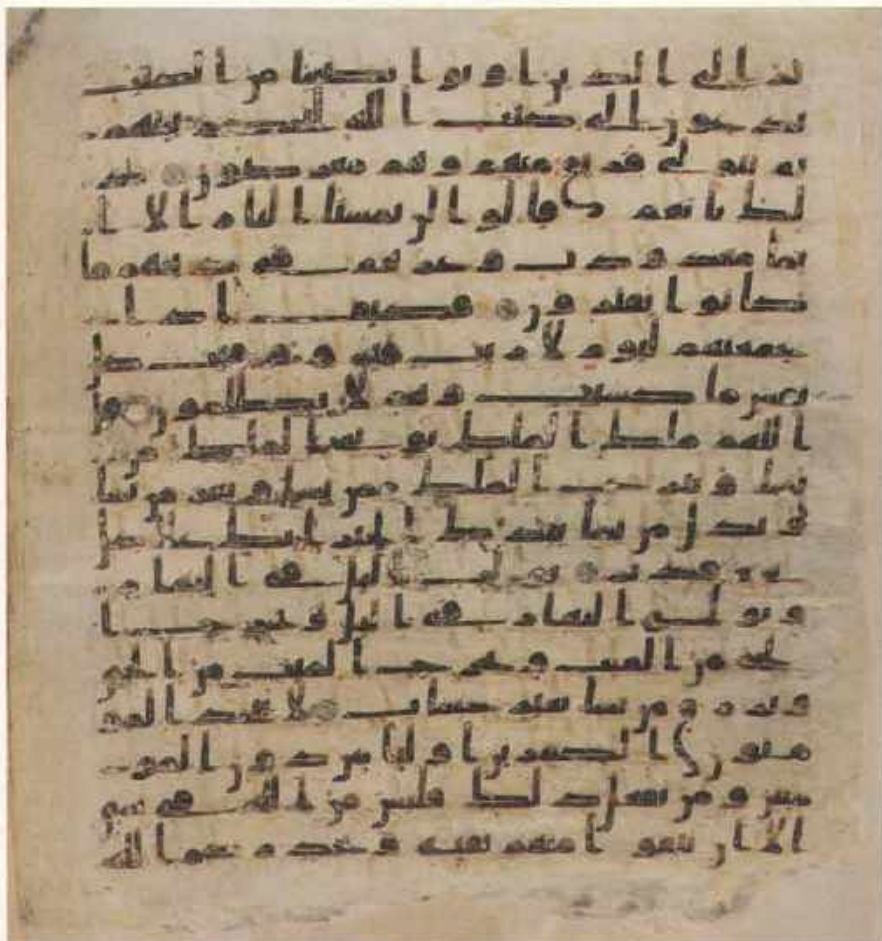 تر الى الذين اوتوا نصيبا من الكتب
يدعون الى كتب الله ليحكم بينهم
ثم يتولى فريق منهم وهم معرضون ذ
لك بانهم قالوا لن تمسنا النار الا ا
ياما معدودت وغرهم في دينهم ما
كانوا يفترون فكيف اذا
جمعنهم ليوم لا ريب فيه ووفيت كل
نفس ما كسبت وهم لا يظلمون قل
اللهم ملك الملك توتي الملك من
تشا وتنزع الملك ممن تشا وتعز من تشا
وتذل من تشا بيدك الخير انك على كل
شي قدير تولج اليل في النهار
وتولج النهار في اليل وتخرج ا
لحي من الميت وتخرج الميت من الحي
وترزق من تشا بغير حساب لا يتخذ المو
منون الكفرين اوليا من دون المو
منين ومن يفعل ذلك فليس من الله في شي
الا ان تتقوا منهم تقية ويحذركم الله